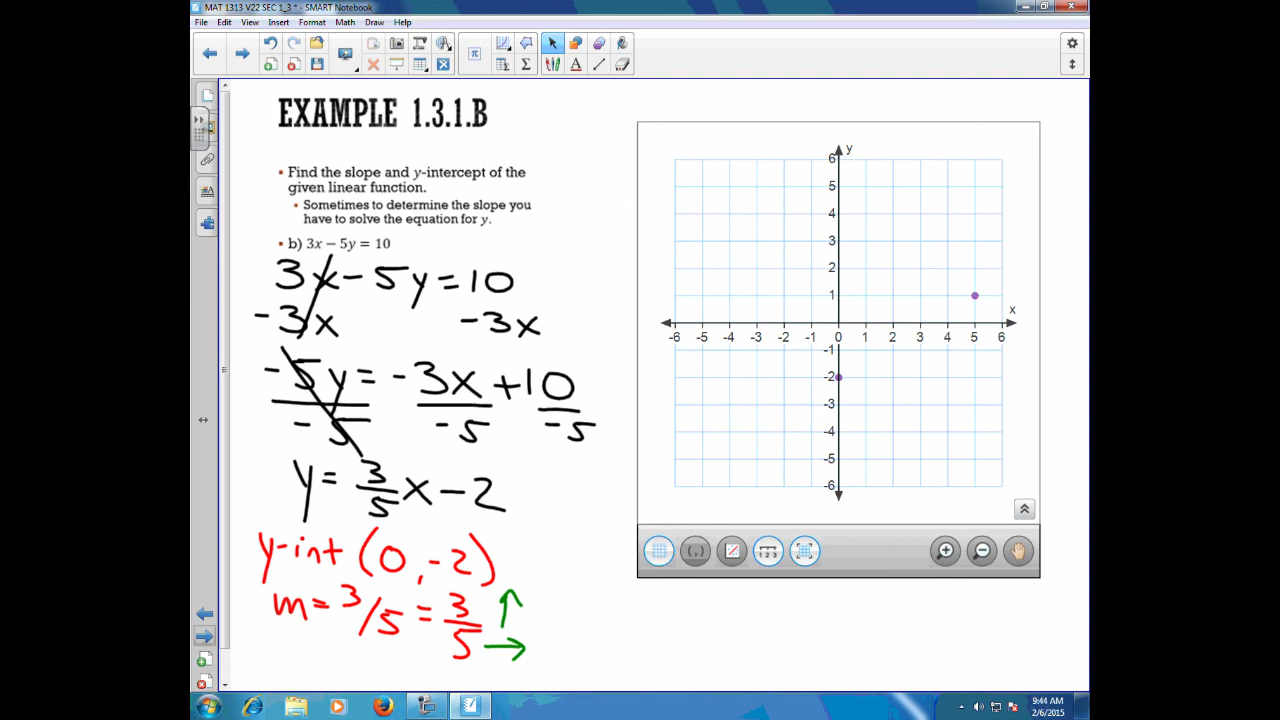 MAT 1313 V22 SEC 1_3 * - SMART Notebook
File Edit View Insert Format Math Draw Help
EXAMPLE 1.3.1.B
▪ Find the slope and y-intercept of the
given linear function.
▪ Sometimes to determine the slope you
have to solve the equation for y.
▪ b) 3x − 5y = 10
3x - 5y = 10
-3x -3x
-5y = -3x + 10
-5 -5 -5
y = 3/5 x - 2
y-int (0, -2)
m = 3/5 = 3/5
y
6
5
4
3
2
1
x
-6 -5 -4 -3 -2 -1 0 1 2 3 4 5 6
-1
-2
-3
-4
-5
-6
( , )
1 2 3
9:44 AM
2/6/2015